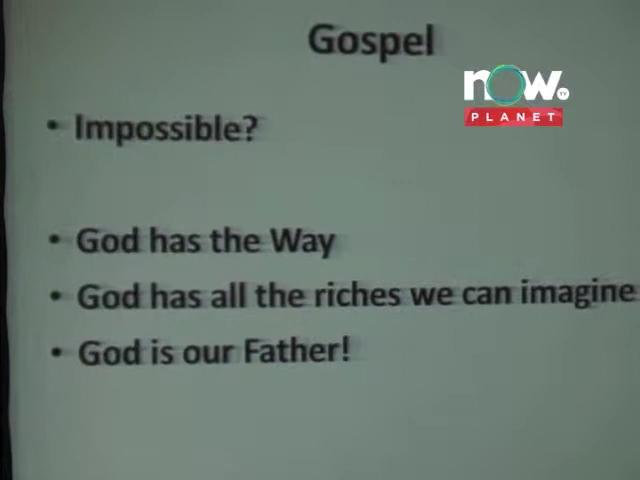 Gospel
now.TV
PLANET
• Impossible?
• God has the Way
• God has all the riches we can imagine
• God is our Father!